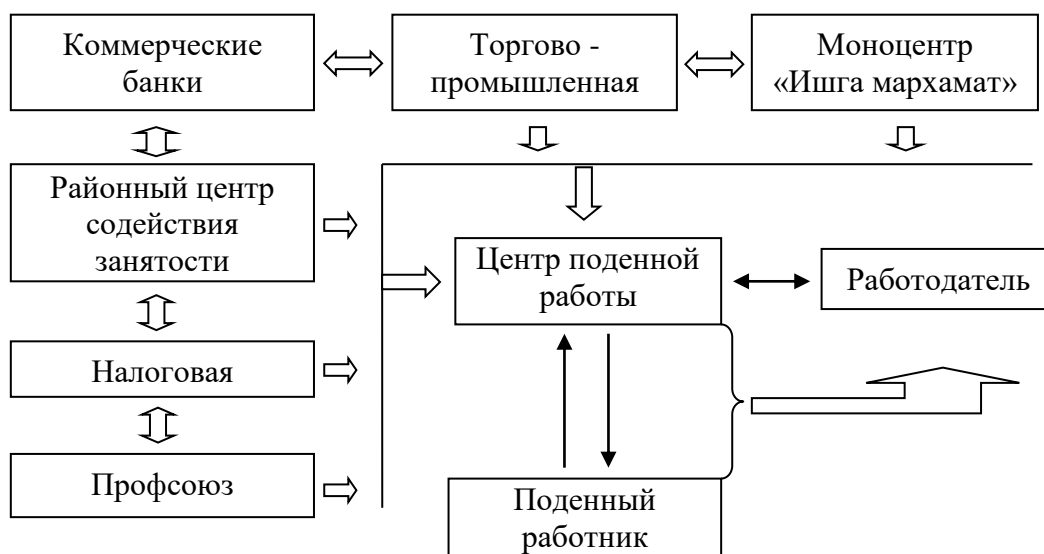 Коммерческие
банки
Торгово -
промышленная
Моноцентр
«Ишга мархамат»
Районный центр
содействия
занятости
Центр поденной
работы
Работодатель
Налоговая
Профсоюз
Поденный
работник